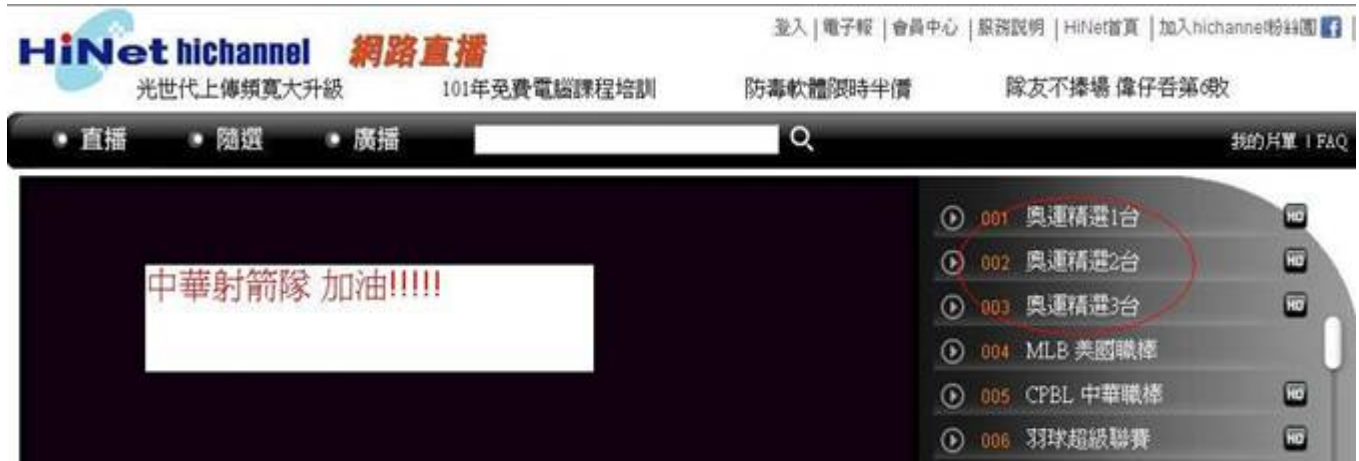 登入 | 電子報 | 會員中心 | 服務說明 | HiNet首頁 | 加入hichannel粉絲團 |
HiNet hichannel 網路直播
光世代上傳頻寬大升級 101年免費電腦課程培訓 防毒軟體限時半價 隊友不捧場 偉仔吞第6敗
直播 隨選 廣播 我的片單 | FAQ
001 奧運精選1台 HD
002 奧運精選2台 HD
中華射箭隊 加油!!!!!
003 奧運精選3台 HD
004 MLB 美國職棒
005 CPBL 中華職棒 HD
006 羽球超級聯賽 HD